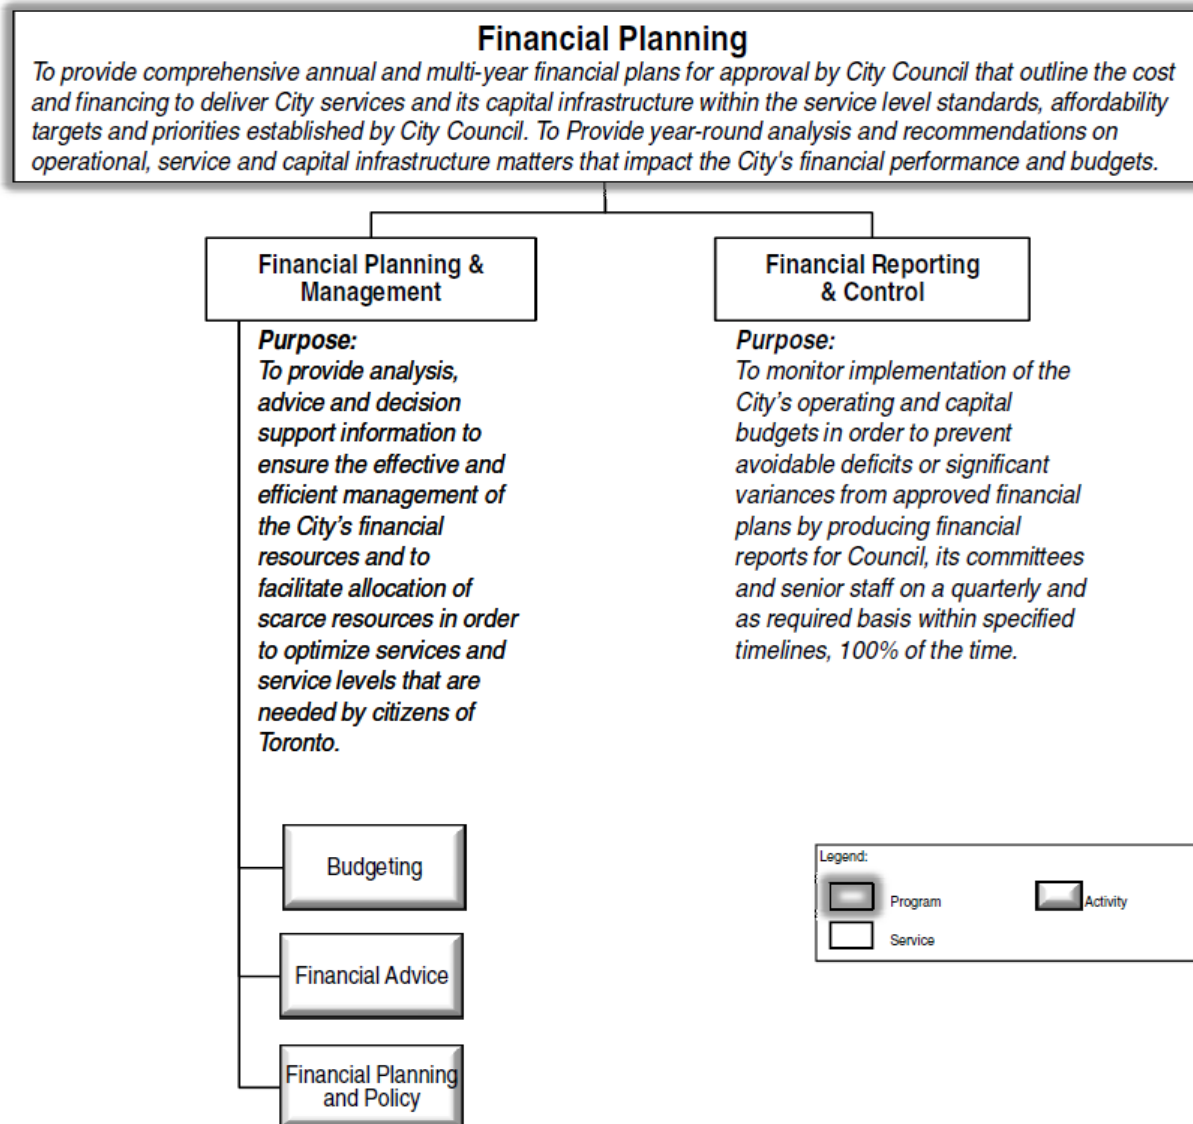 Financial Planning
To provide comprehensive annual and multi-year financial plans for approval by City Council that outline the cost
and financing to deliver City services and its capital infrastructure within the service level standards, affordability
targets and priorities established by City Council. To Provide year-round analysis and recommendations on
operational, service and capital infrastructure matters that impact the City's financial performance and budgets.
Financial Planning &
Management
Purpose:
To provide analysis,
advice and decision
support information to
ensure the effective and
efficient management of
the City's financial
resources and to
facilitate allocation of
scarce resources in order
to optimize services and
service levels that are
needed by citizens of
Toronto.
Financial Reporting
& Control
Purpose:
To monitor implementation of the
City's operating and capital
budgets in order to prevent
avoidable deficits or significant
variances from approved financial
plans by producing financial
reports for Council, its committees
and senior staff on a quarterly and
as required basis within specified
timelines, 100% of the time.
Budgeting
Financial Advice
Financial Planning
and Policy
Legend:
Program
Activity
Service